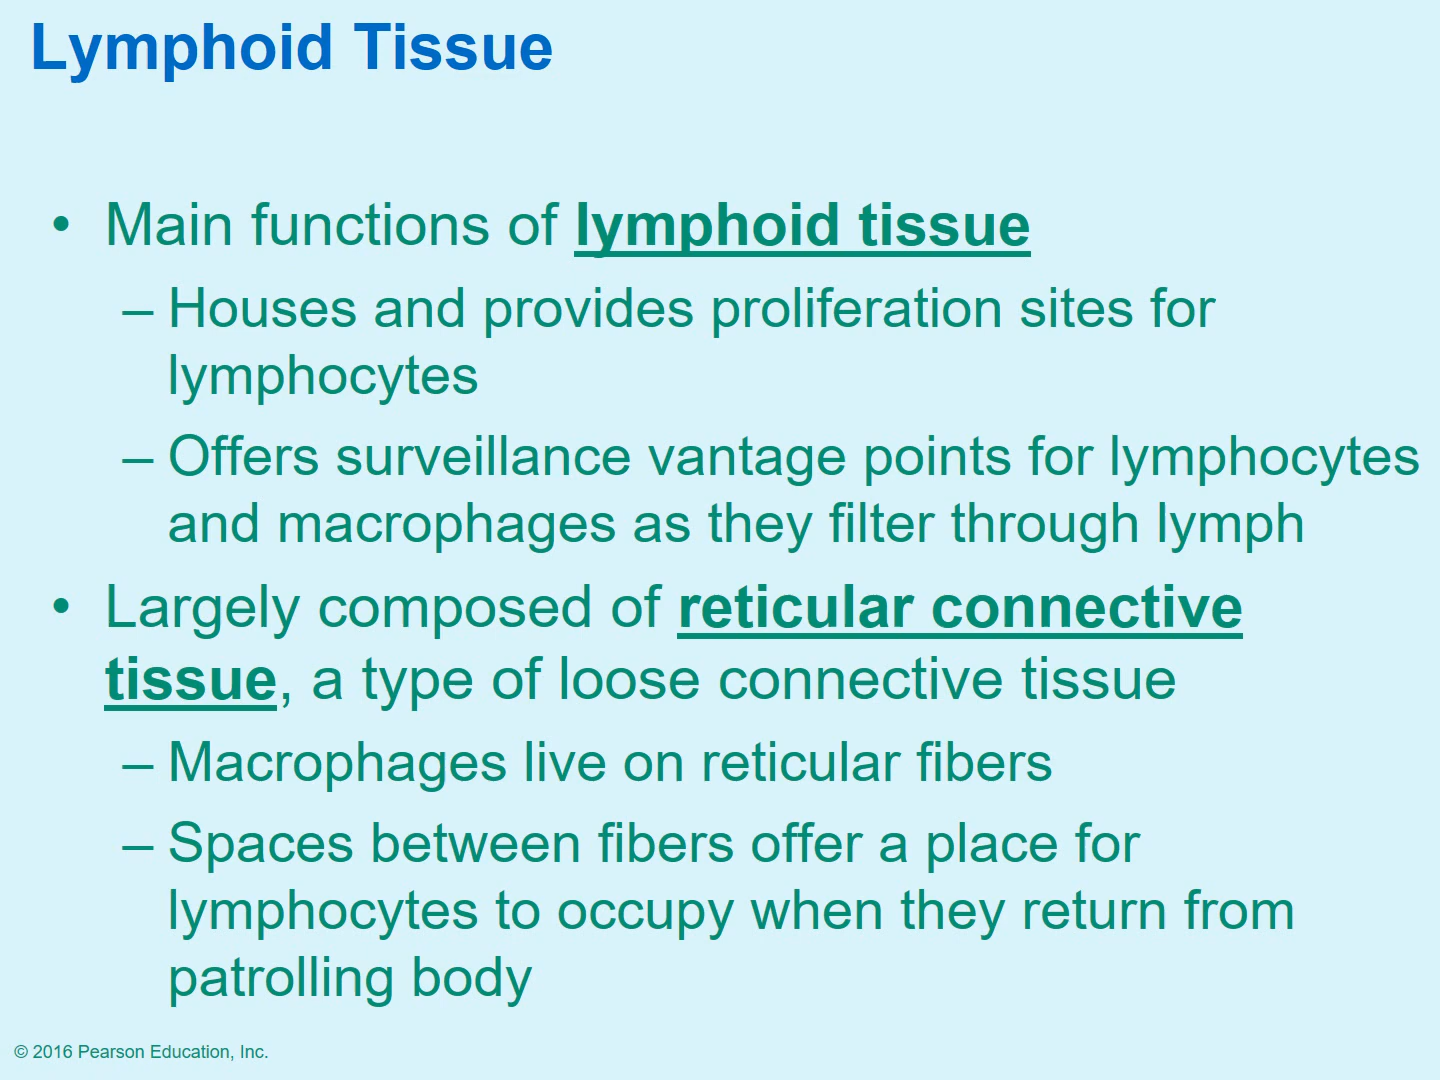 Lymphoid Tissue
• Main functions of lymphoid tissue
– Houses and provides proliferation sites for
lymphocytes
– Offers surveillance vantage points for lymphocytes
and macrophages as they filter through lymph
• Largely composed of reticular connective
tissue, a type of loose connective tissue
– Macrophages live on reticular fibers
– Spaces between fibers offer a place for
lymphocytes to occupy when they return from
patrolling body
© 2016 Pearson Education, Inc.